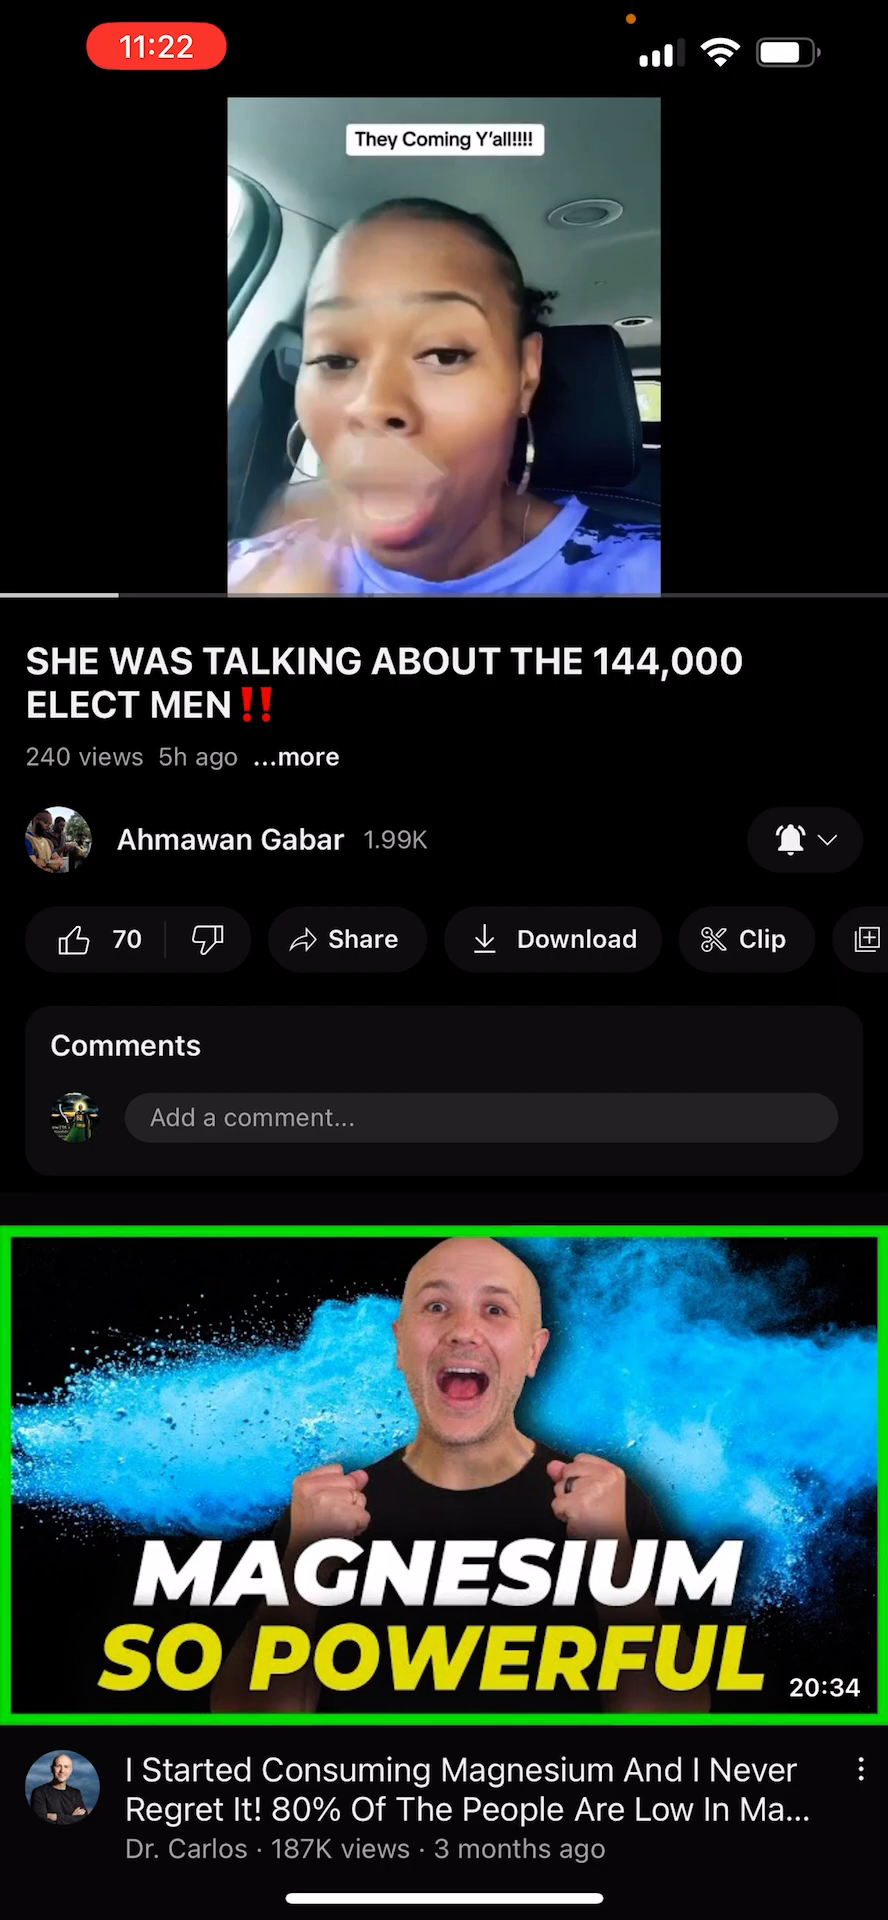 11:22
They Coming Y'all!!!!
SHE WAS TALKING ABOUT THE 144,000
ELECT MEN‼️
240 views 5h ago ...more
Ahmawan Gabar 1.99K
70 Share Download Clip
Comments
Add a comment...
MAGNESIUM
SO POWERFUL
20:34
I Started Consuming Magnesium And I Never
Regret It! 80% Of The People Are Low In Ma...
Dr. Carlos · 187K views · 3 months ago